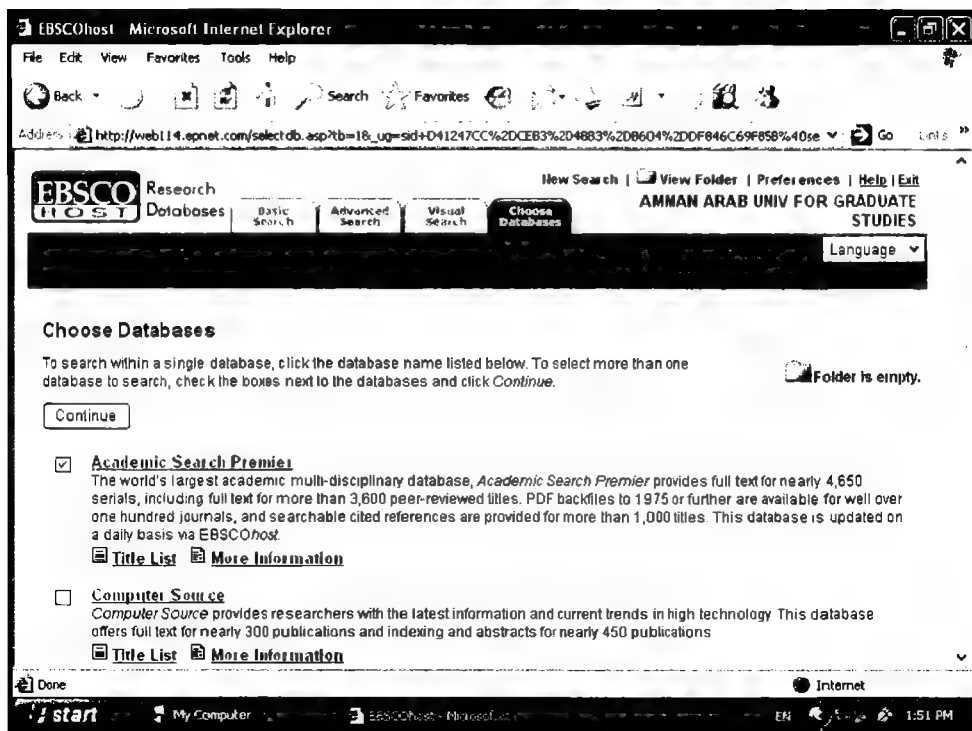 EBSCOhost Microsoft Internet Explorer
File Edit View Favorites Tools Help
Back Search Favorites
Address http://web114.epnet.com/selectdb.asp?tb=1&_ug=sid+D41247CC%2DCEB3%2D4883%2DB604%2DDF846C69F858%40se Go Links »
New Search | View Folder | Preferences | Help | Exit
EBSCO HOST Research Databases
Basic Search Advanced Search Visual Search Choose Databases
AMMAN ARAB UNIV FOR GRADUATE
STUDIES
Language
Choose Databases
To search within a single database, click the database name listed below. To select more than one
database to search, check the boxes next to the databases and click Continue.
Folder is empty.
Continue
Academic Search Premier
The world's largest academic multi-disciplinary database, Academic Search Premier provides full text for nearly 4,650
serials, including full text for more than 3,600 peer-reviewed titles. PDF backfiles to 1975 or further are available for well over
one hundred journals, and searchable cited references are provided for more than 1,000 titles. This database is updated on
a daily basis via EBSCOhost.
Title List More Information
Computer Source
Computer Source provides researchers with the latest information and current trends in high technology This database
offers full text for nearly 300 publications and indexing and abstracts for nearly 450 publications
Title List More Information
Done Internet
start My Computer EBSCOhost - Microsoft EN 1:51 PM